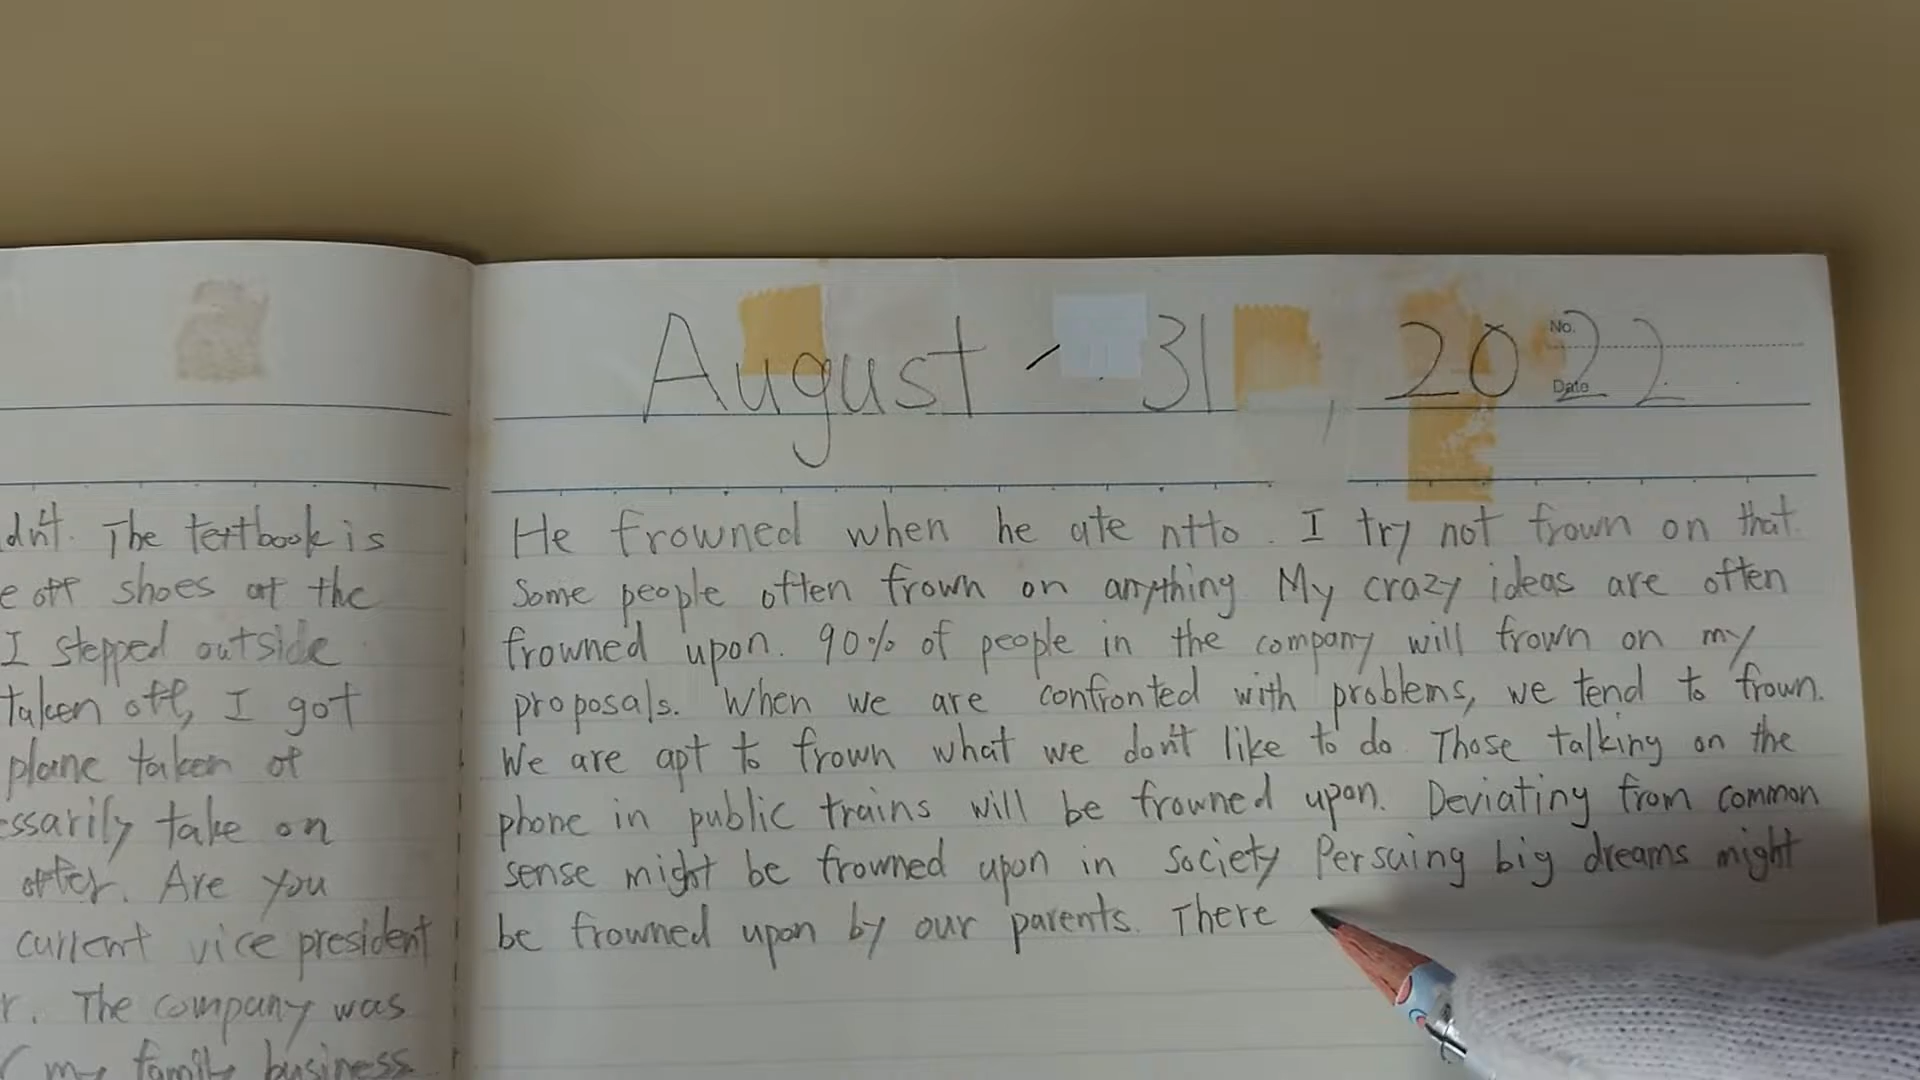 dn't. The textbook is
e off shoes at the
I stepped outside
taken off, I got
plane taken of
ssarily take on
after. Are you
current vice president
r. The company was
my family business
August 31, 2022
No.
Date
He frowned when he ate ntto. I try not frown on that.
Some people often frown on anything My crazy ideas are often
frowned upon. 90% of people in the company will frown on my
proposals. When we are confronted with problems, we tend to frown.
We are apt to frown what we don't like to do. Those talking on the
phone in public trains will be frowned upon. Deviating from common
sense might be frowned upon in society Persuing big dreams might
be frowned upon by our parents. There